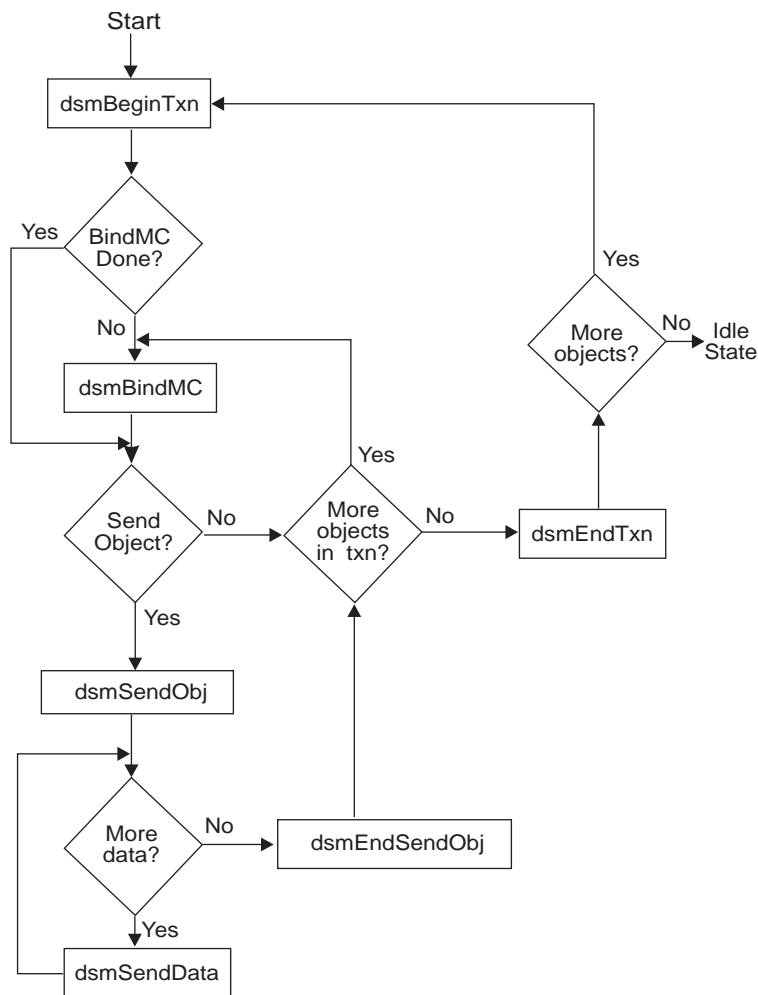 Start
dsmBeginTxn
Yes
BindMC
Done?
No
dsmBindMC
Yes
More
objects?
No
Idle
State
Send
Object?
No
Yes
More
objects
in txn?
No
dsmEndTxn
Yes
dsmSendObj
More
data?
No
dsmEndSendObj
Yes
dsmSendData